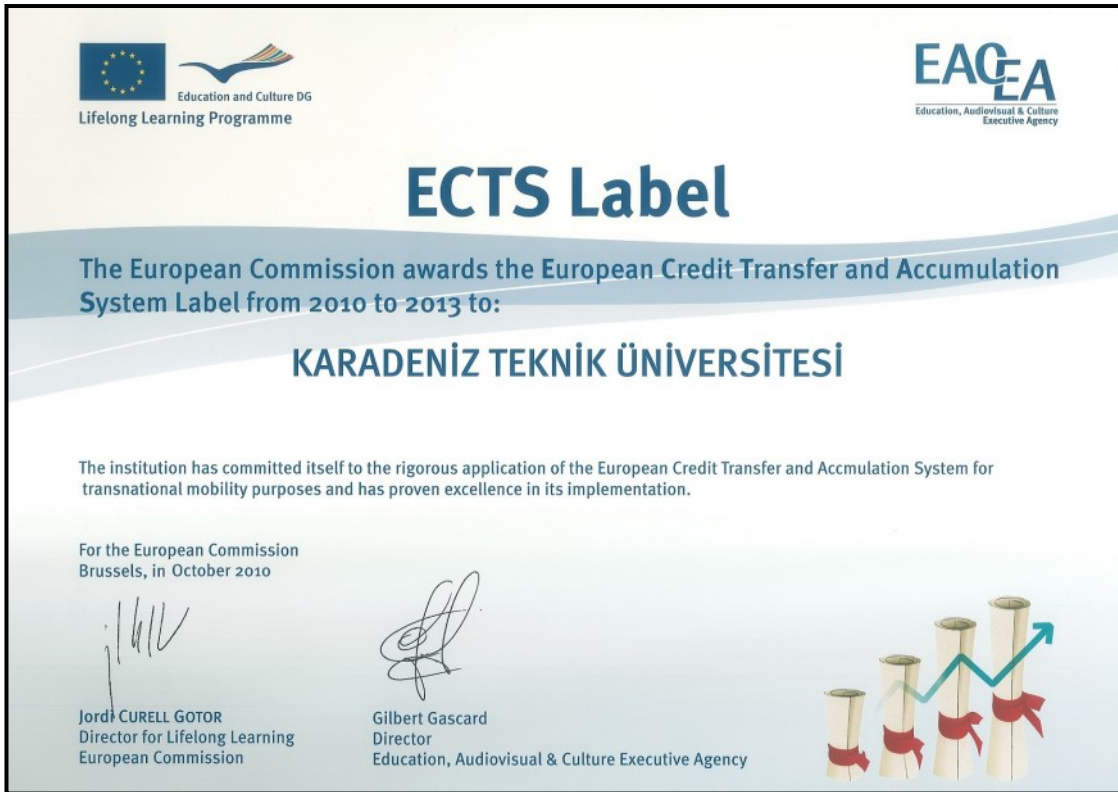 Education and Culture DG
Lifelong Learning Programme
EACEA
Education, Audiovisual & Culture
Executive Agency
ECTS Label
The European Commission awards the European Credit Transfer and Accumulation
System Label from 2010 to 2013 to:
KARADENİZ TEKNİK ÜNİVERSİTESİ
The institution has committed itself to the rigorous application of the European Credit Transfer and Accmulation System for
transnational mobility purposes and has proven excellence in its implementation.
For the European Commission
Brussels, in October 2010
Jordi CURELL GOTOR
Director for Lifelong Learning
European Commission
Gilbert Gascard
Director
Education, Audiovisual & Culture Executive Agency